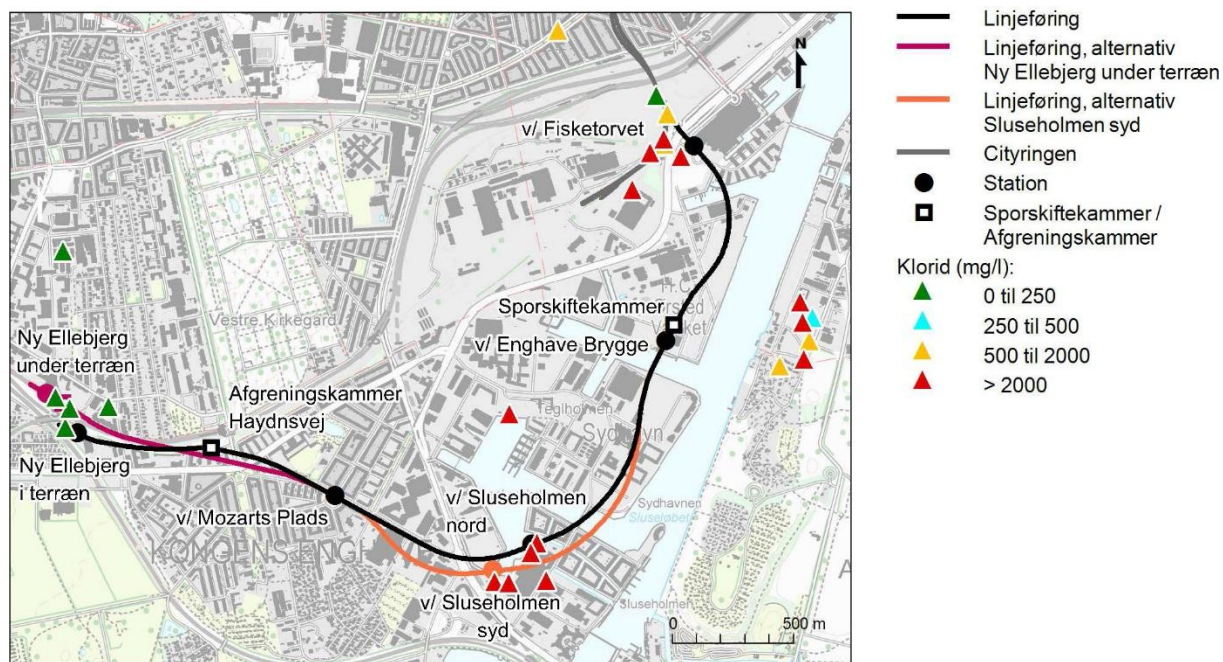 N
v/ Fisketorvet
Vestre Kirkegård
Sporskiftekammer
v/ Enghave Brygge
Ny Ellebjerg
under terræn
Afgreningskammer
Haydnsvej
Teglholmen
Sydhavn
Ny Ellebjerg
i terræn
v/ Mozarts Plads
v/ Sluseholmen
nord
Sydhavnen
Sluseløbet
KONGENS ENGH
v/ Sluseholmen
syd
Sluseholmen
A
0 500 m
Linjeføring
Linjeføring, alternativ
Ny Ellebjerg under terræn
Linjeføring, alternativ
Sluseholmen syd
Cityringen
Station
Sporskiftekammer /
Afgreningskammer
Klorid (mg/l):
0 til 250
250 til 500
500 til 2000
> 2000